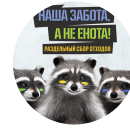 НАША ЗАБОТА,
А НЕ ЕНОТА!
РАЗДЕЛЬНЫЙ СБОР ОТХОДОВ